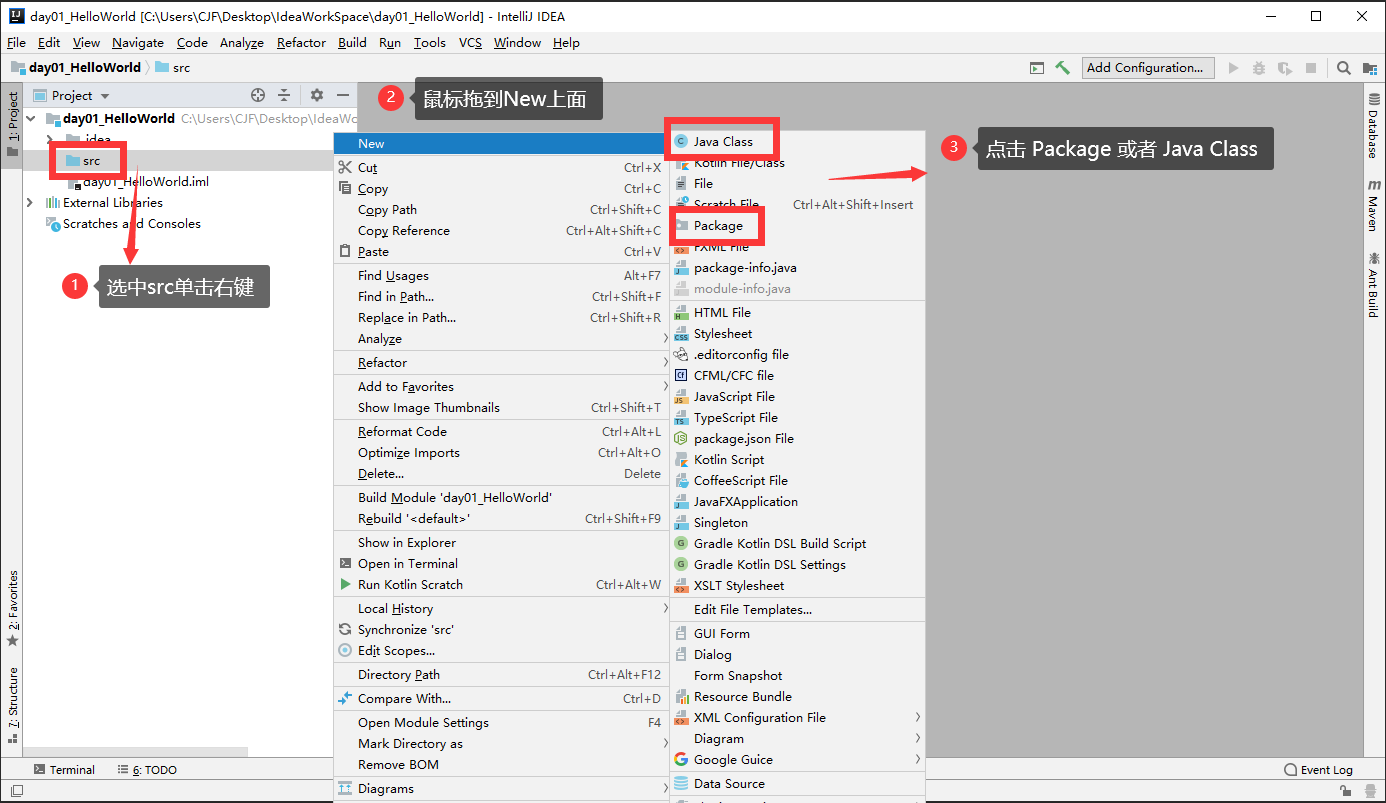 day01_HelloWorld [C:\Users\CJF\Desktop\IdeaWorkSpace\day01_HelloWorld] - IntelliJ IDEA
File Edit View Navigate Code Analyze Refactor Build Run Tools VCS Window Help
day01_HelloWorld src Add Configuration...
1: Project
Project
day01_HelloWorld C:\Users\CJF\Desktop\IdeaWo
.idea
src
day01_HelloWorld.iml
External Libraries
Scratches and Consoles
1 选中src单击右键
2 鼠标拖到New上面
3 点击 Package 或者 Java Class
New
Cut Ctrl+X
Copy Ctrl+C
Copy Path Ctrl+Shift+C
Copy Reference Ctrl+Alt+Shift+C
Paste Ctrl+V
Find Usages Alt+F7
Find in Path... Ctrl+Shift+F
Replace in Path... Ctrl+Shift+R
Analyze
Refactor
Add to Favorites
Show Image Thumbnails Ctrl+Shift+T
Reformat Code Ctrl+Alt+L
Optimize Imports Ctrl+Alt+O
Delete... Delete
Build Module 'day01_HelloWorld'
Rebuild '<default>' Ctrl+Shift+F9
Show in Explorer
Open in Terminal
Run Kotlin Scratch Ctrl+Alt+W
Local History
Synchronize 'src'
Edit Scopes...
Directory Path Ctrl+Alt+F12
Compare With... Ctrl+D
Open Module Settings F4
Mark Directory as
Remove BOM
Diagrams
Java Class
Kotlin File/Class
File
Scratch File Ctrl+Alt+Shift+Insert
Package
FXML File
package-info.java
module-info.java
HTML File
Stylesheet
.editorconfig file
CFML/CFC file
JavaScript File
TypeScript File
package.json File
Kotlin Script
CoffeeScript File
JavaFXApplication
Singleton
Gradle Kotlin DSL Build Script
Gradle Kotlin DSL Settings
XSLT Stylesheet
Edit File Templates...
GUI Form
Dialog
Form Snapshot
Resource Bundle
XML Configuration File
Diagram
Google Guice
Data Source
Database
Maven
Ant Build
2: Favorites
7: Structure
Terminal 6: TODO Event Log